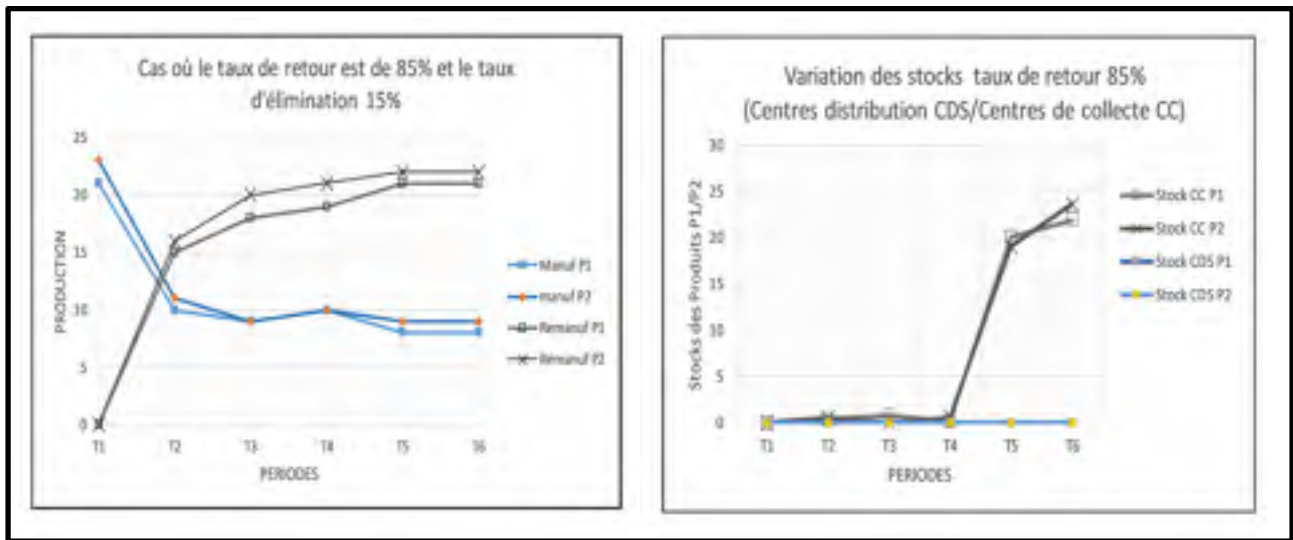 Cas où le taux de retour est de 85% et le taux
d'élimination 15%
25
20
15
10
5
0
PRODUCTION
T1 T2 T3 T4 T5 T6
PERIODES
Manuf P1
manuf P2
Remanuf P1
Remanuf P2
Variation des stocks taux de retour 85%
(Centres distribution CDS/Centres de collecte CC)
30
25
20
15
10
5
0
Stocks des Produits P1/P2
T1 T2 T3 T4 T5 T6
PERIODES
Stock CC P1
Stock CC P2
Stock CDS P1
Stock CDS P2